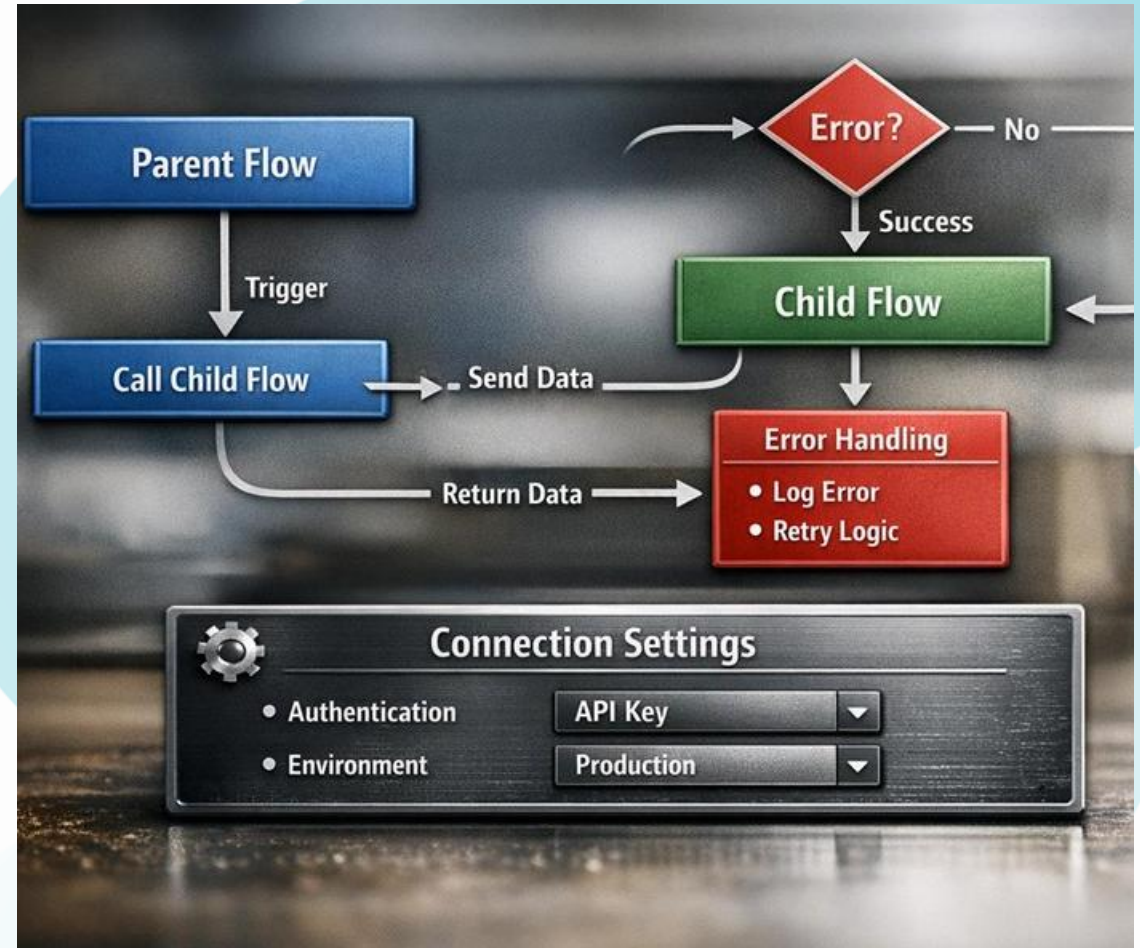 Parent Flow
Trigger
Call Child Flow
Send Data
Return Data
Error?
No
Success
Child Flow
Error Handling
• Log Error
• Retry Logic
Connection Settings
• Authentication
API Key
• Environment
Production